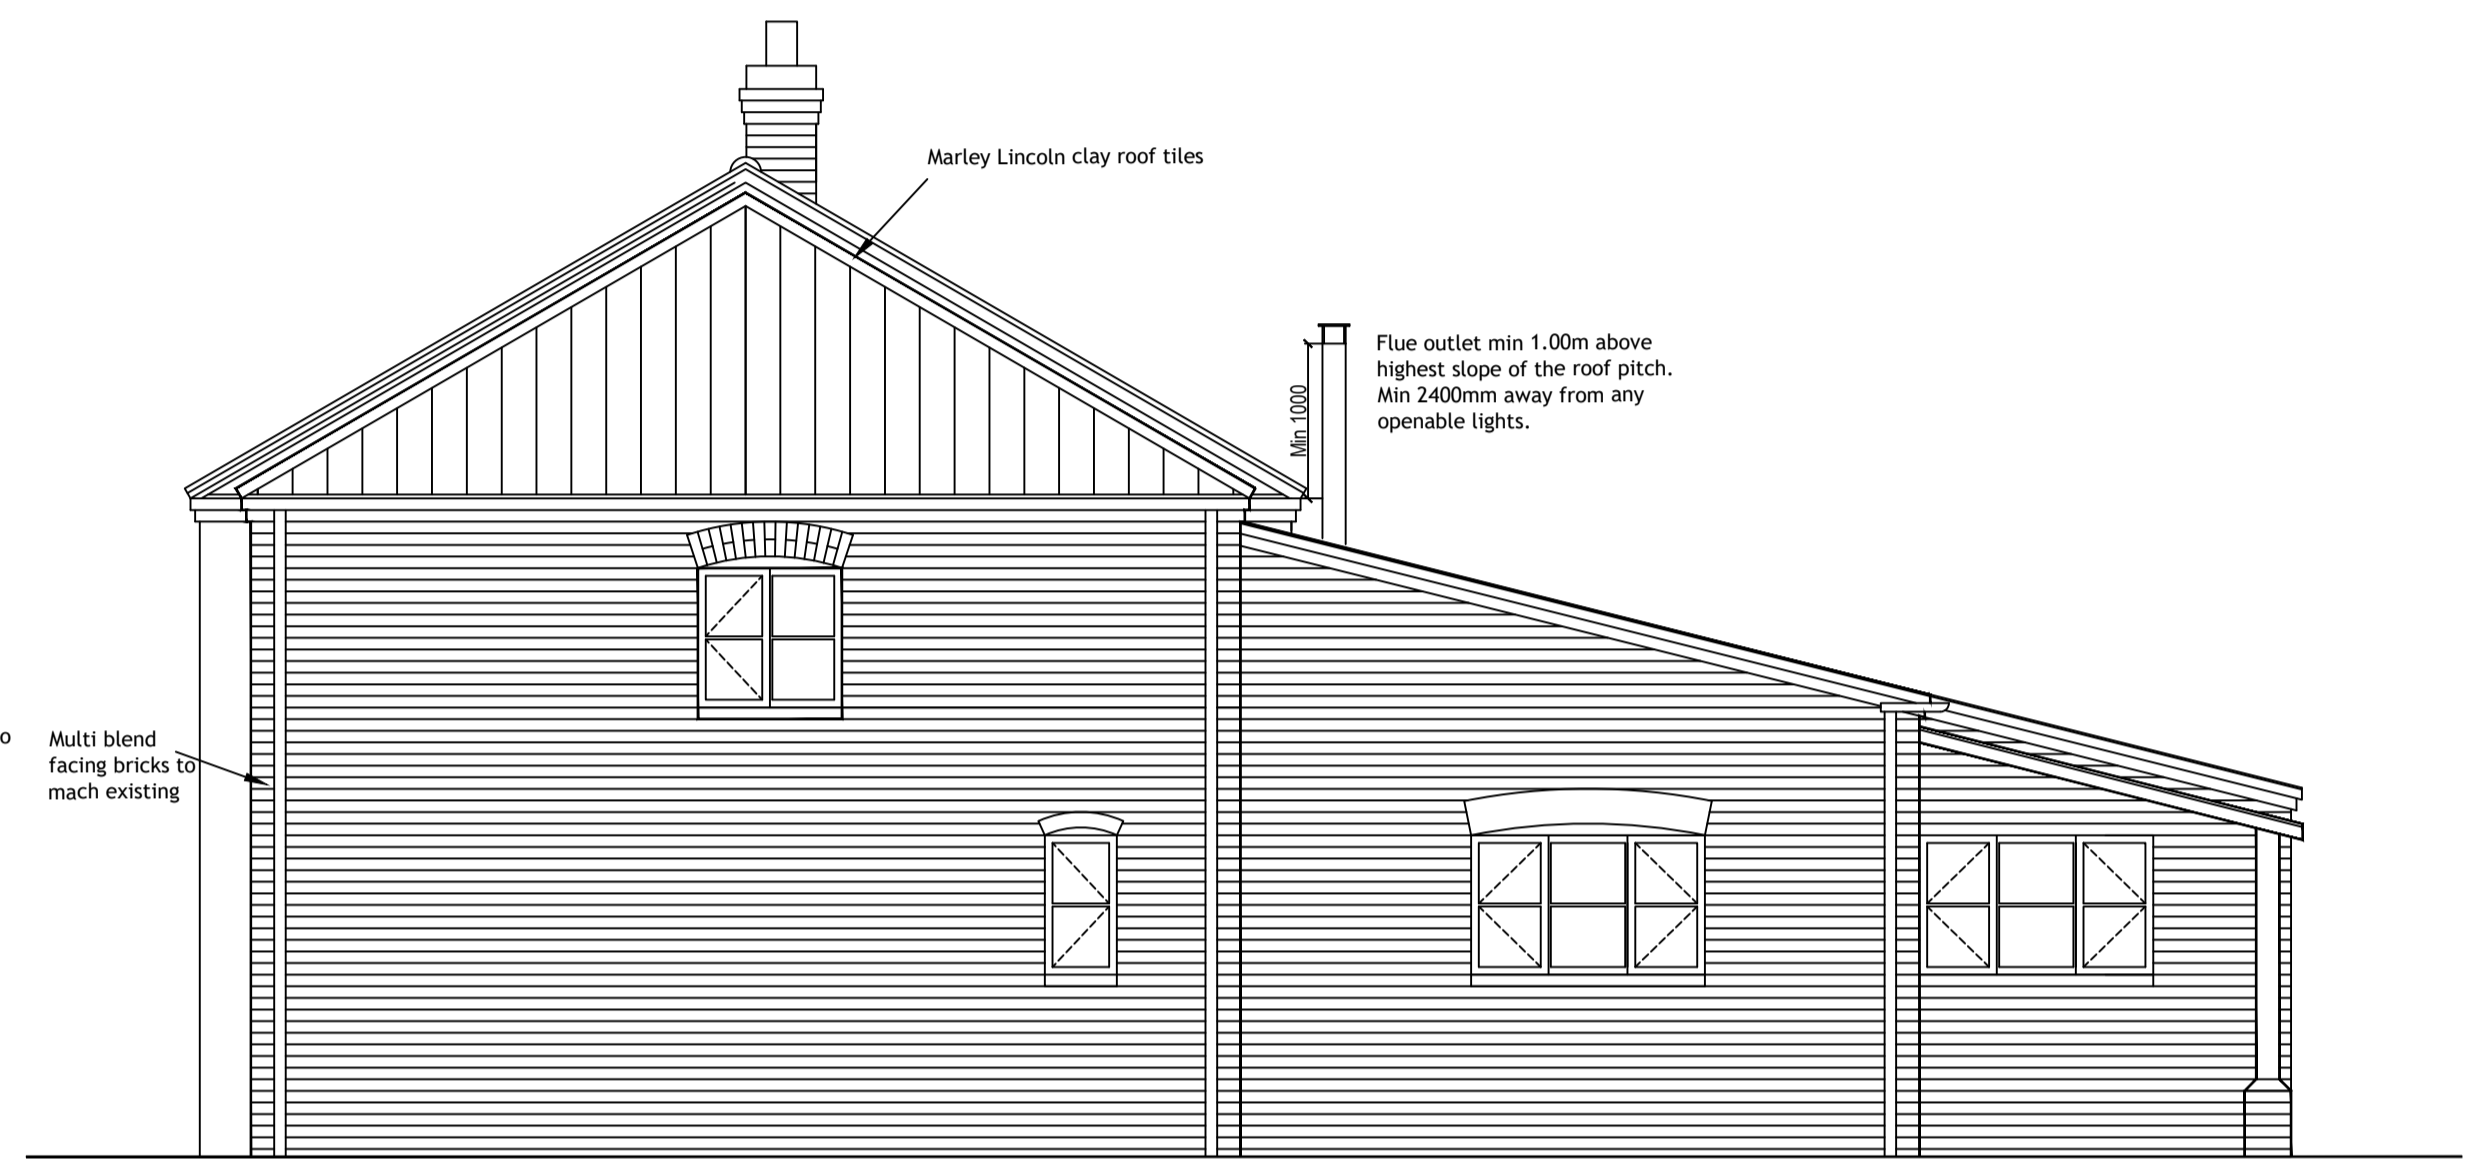 Marley Lincoln clay roof tiles
Flue outlet min 1.00m above
highest slope of the roof pitch.
Min 2400mm away from any
openable lights.
Min 1000
o
Multi blend
facing bricks to
mach existing